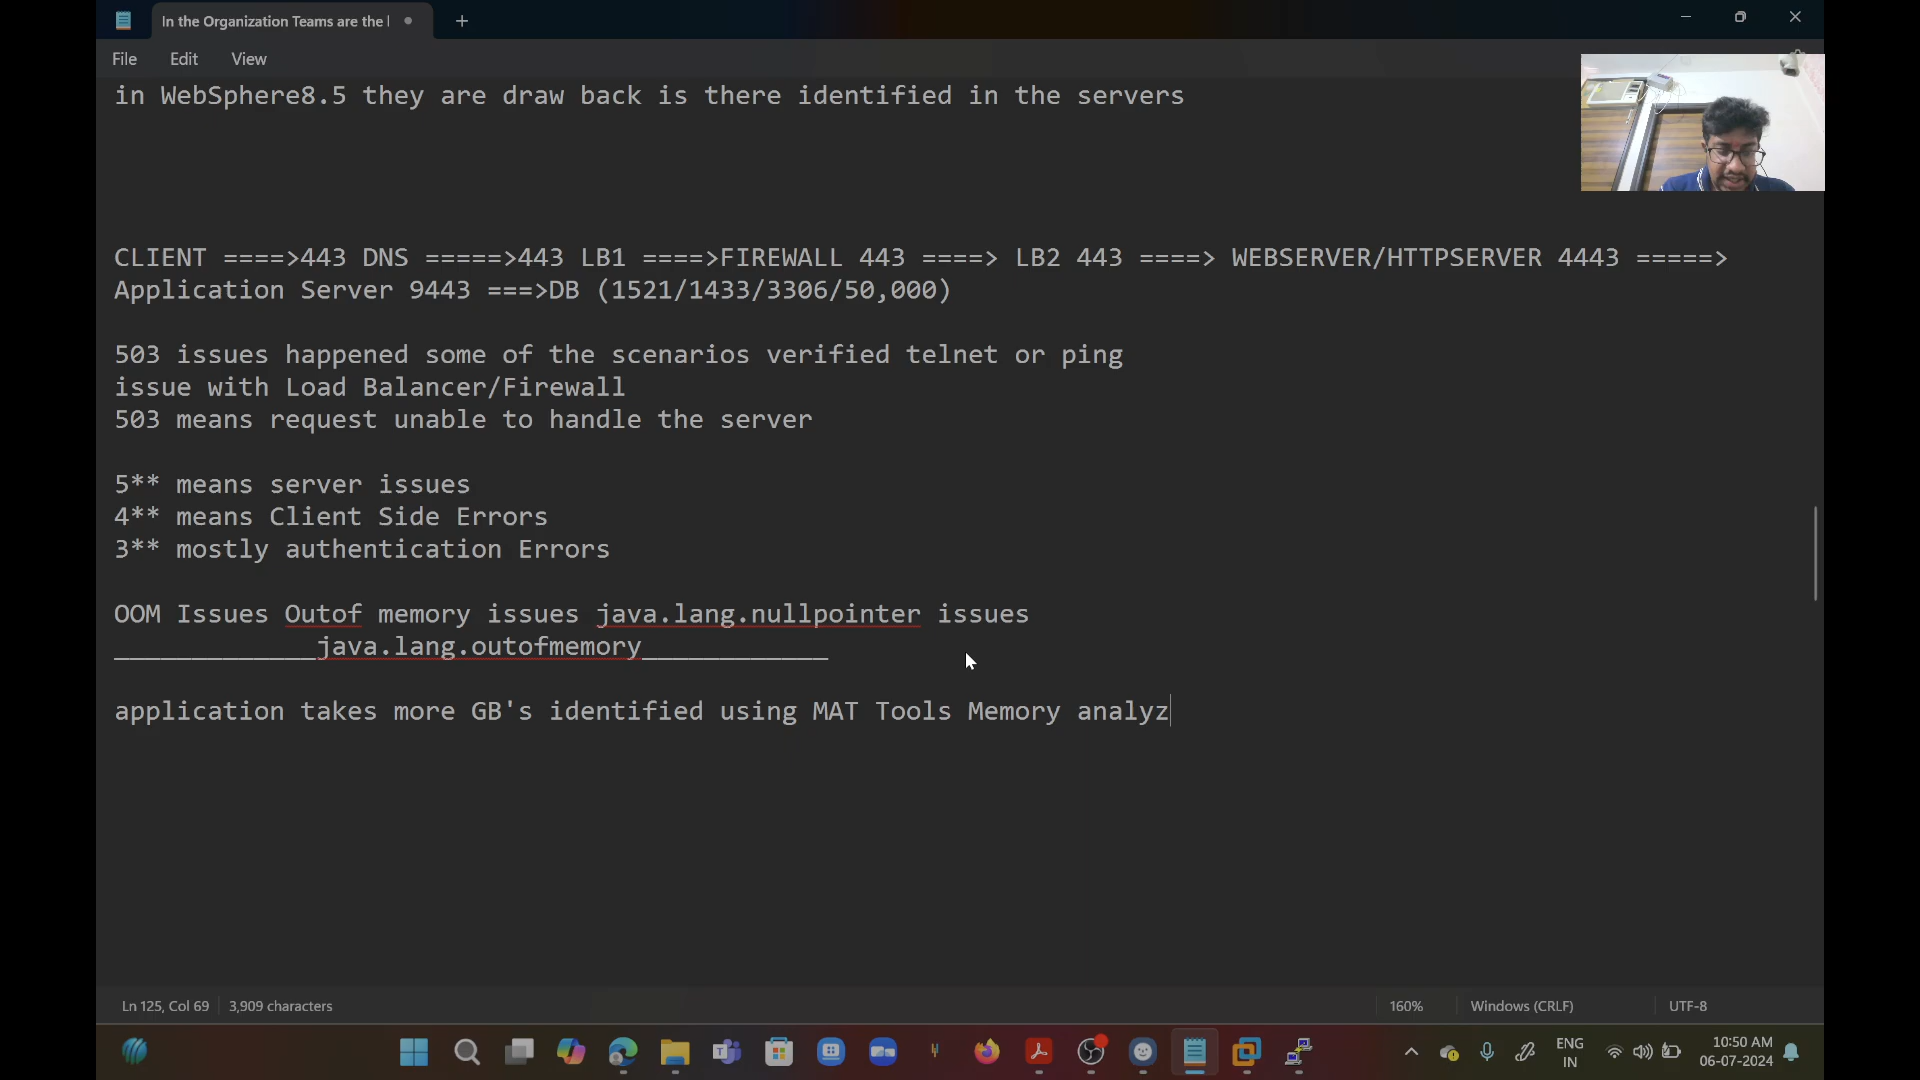 In the Organization Teams are the
File Edit View
in WebSphere8.5 they are draw back is there identified in the servers
CLIENT ====>443 DNS =====>443 LB1 ====>FIREWALL 443 ====> LB2 443 ====> WEBSERVER/HTTPSERVER 4443 =====>
Application Server 9443 ===>DB (1521/1433/3306/50,000)
503 issues happened some of the scenarios verified telnet or ping
issue with Load Balancer/Firewall
503 means request unable to handle the server
5** means server issues
4** means Client Side Errors
3** mostly authentication Errors
OOM Issues Outof memory issues java.lang.nullpointer issues
_____________java.lang.outofmemory____________
application takes more GB's identified using MAT Tools Memory analyz
Ln 125, Col 69 3,909 characters 160% Windows (CRLF) UTF-8
ENG 10:50 AM
IN 06-07-2024